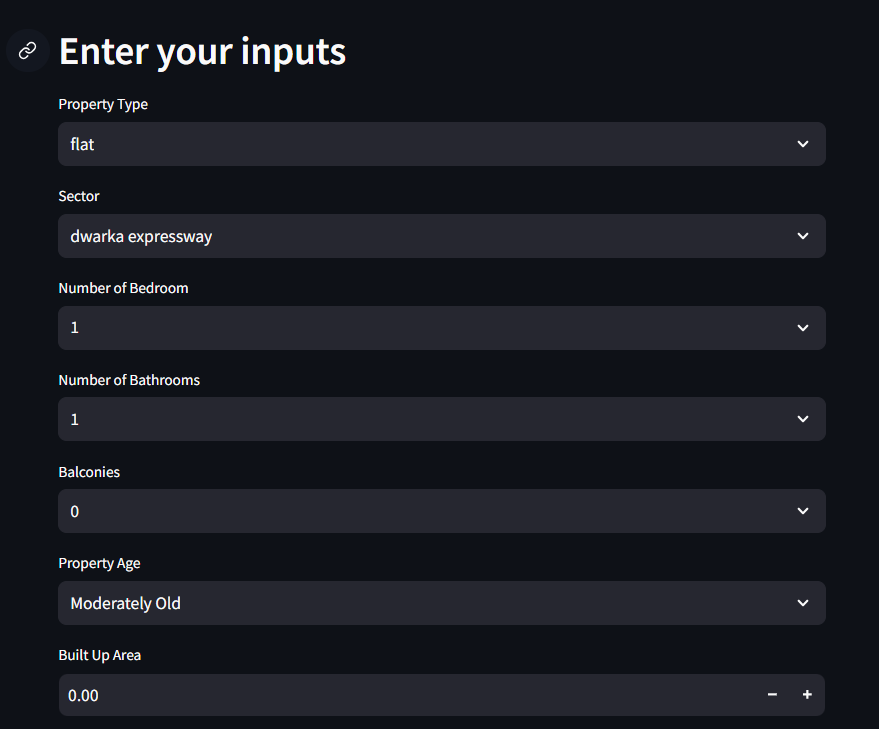 Enter your inputs
Property Type
flat
Sector
dwarka expressway
Number of Bedroom
1
Number of Bathrooms
1
Balconies
0
Property Age
Moderately Old
Built Up Area
0.00